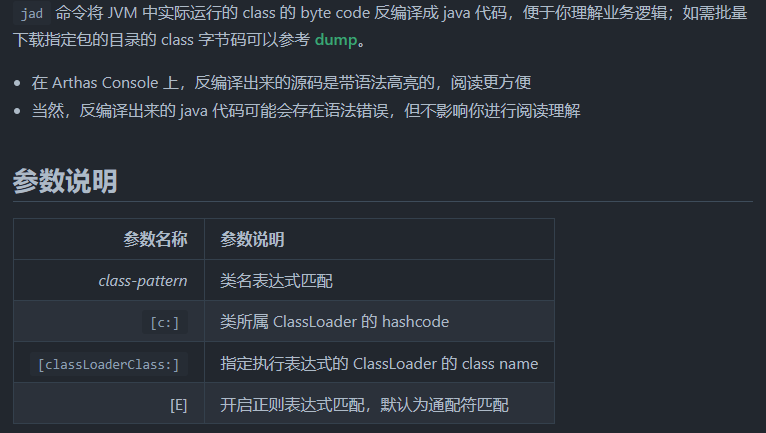 jad 命令将 JVM 中实际运行的 class 的 byte code 反编译成 java 代码，便于你理解业务逻辑；如需批量
下载指定包的目录的 class 字节码可以参考 dump。
在 Arthas Console 上，反编译出来的源码是带语法高亮的，阅读更方便
当然，反编译出来的 java 代码可能会存在语法错误，但不影响你进行阅读理解
参数说明
参数名称 参数说明
class-pattern 类名表达式匹配
[c:] 类所属 ClassLoader 的 hashcode
[classLoaderClass:] 指定执行表达式的 ClassLoader 的 class name
[E] 开启正则表达式匹配，默认为通配符匹配